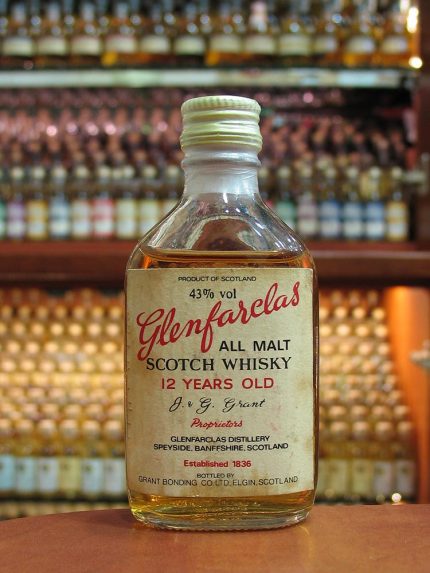 PRODUCT OF SCOTLAND
43% vol
Glenfarclas
ALL MALT
SCOTCH WHISKY
12 YEARS OLD
J. & G. Grant
Proprietors
GLENFARCLAS DISTILLERY
SPEYSIDE, BANFFSHIRE, SCOTLAND
Established 1836
BOTTLED BY
GRANT BONDING CO. LTD., ELGIN, SCOTLAND